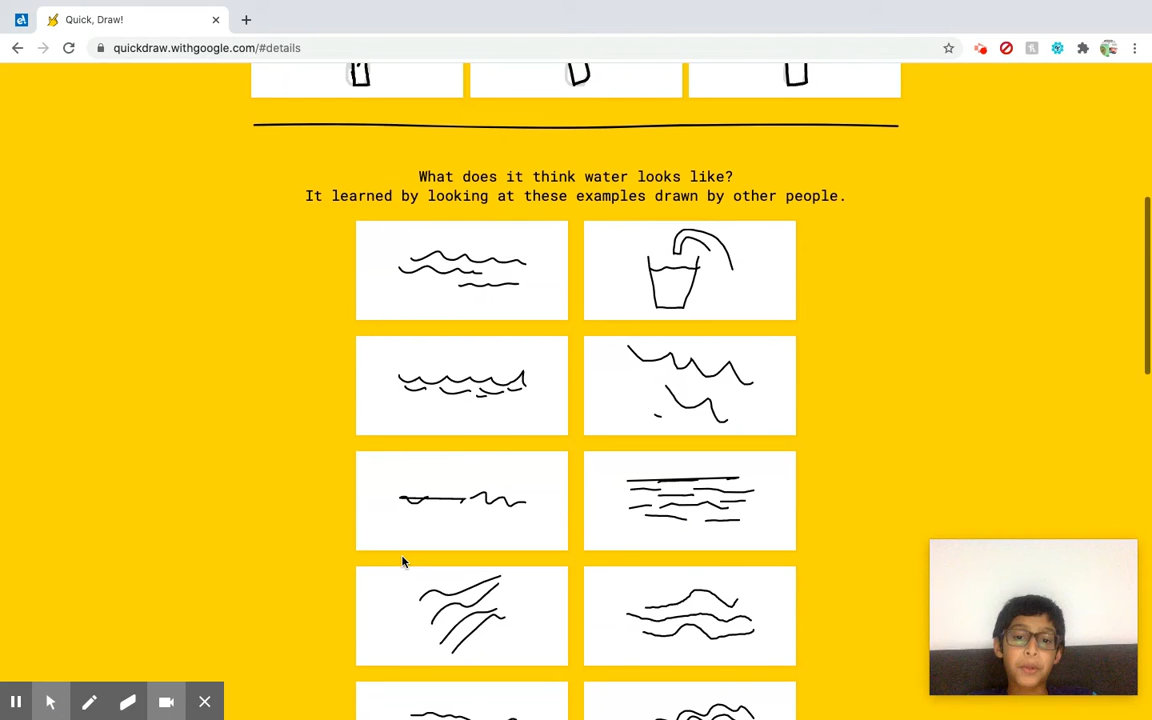 Quick, Draw!
quickdraw.withgoogle.com/#details
What does it think water looks like?
It learned by looking at these examples drawn by other people.